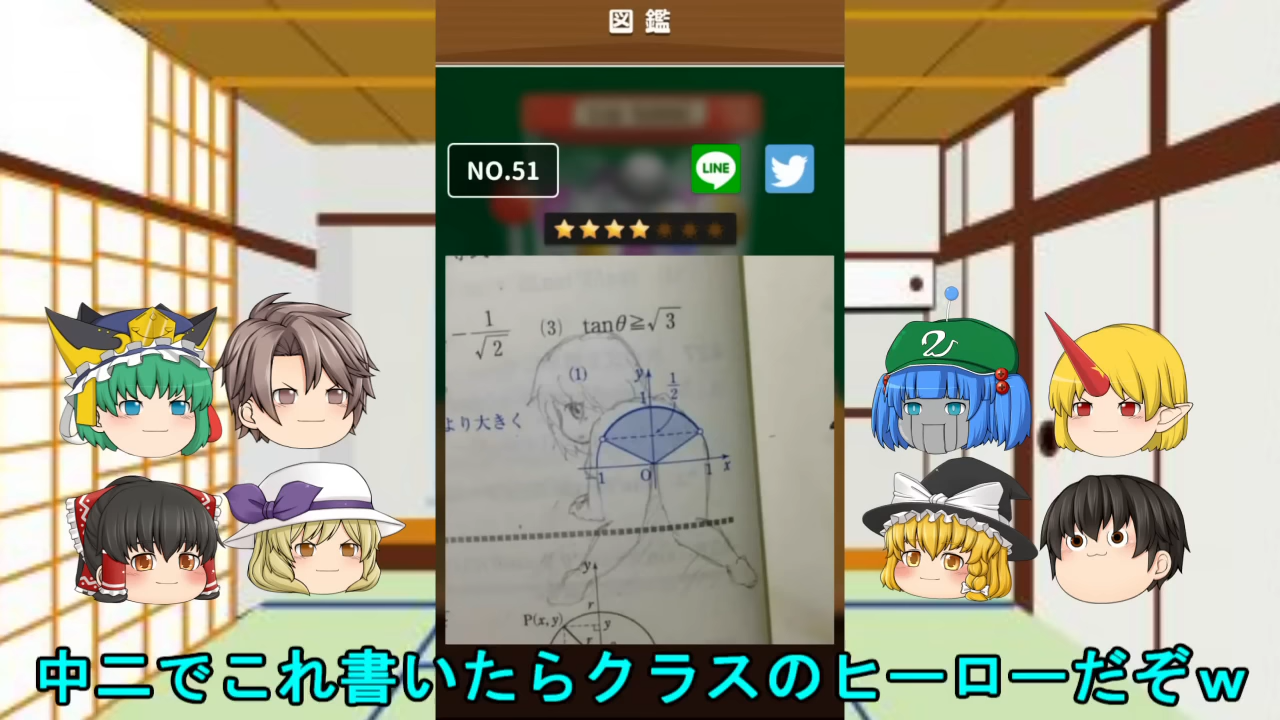 図鑑
NO.51
LINE
- 1/√2 (3) tanθ≧√3
(1) y 1/2
1
より大きく
-1 O 1 x
y
r
P(x,y) y
r
中二でこれ書いたらクラスのヒーローだぞｗ